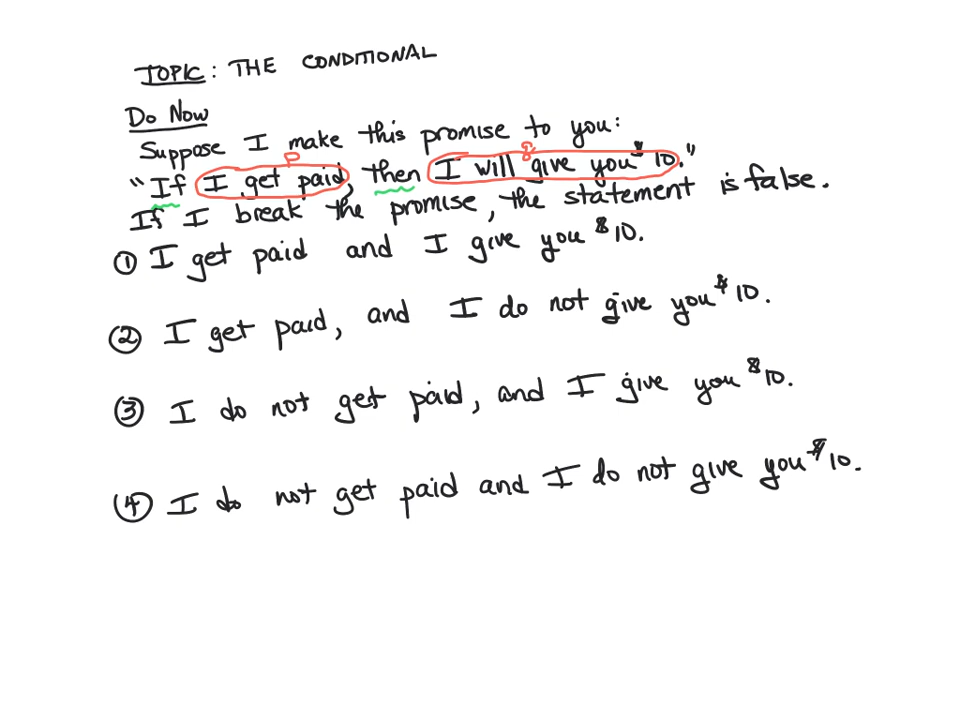 TOPIC: THE CONDITIONAL
Do Now
Suppose I make this promise to you:
p q
"If I get paid, then I will give you $10."
If I break the promise, the statement is false.
① I get paid and I give you $10.
② I get paid, and I do not give you $10.
③ I do not get paid, and I give you $10.
④ I do not get paid and I do not give you $10.